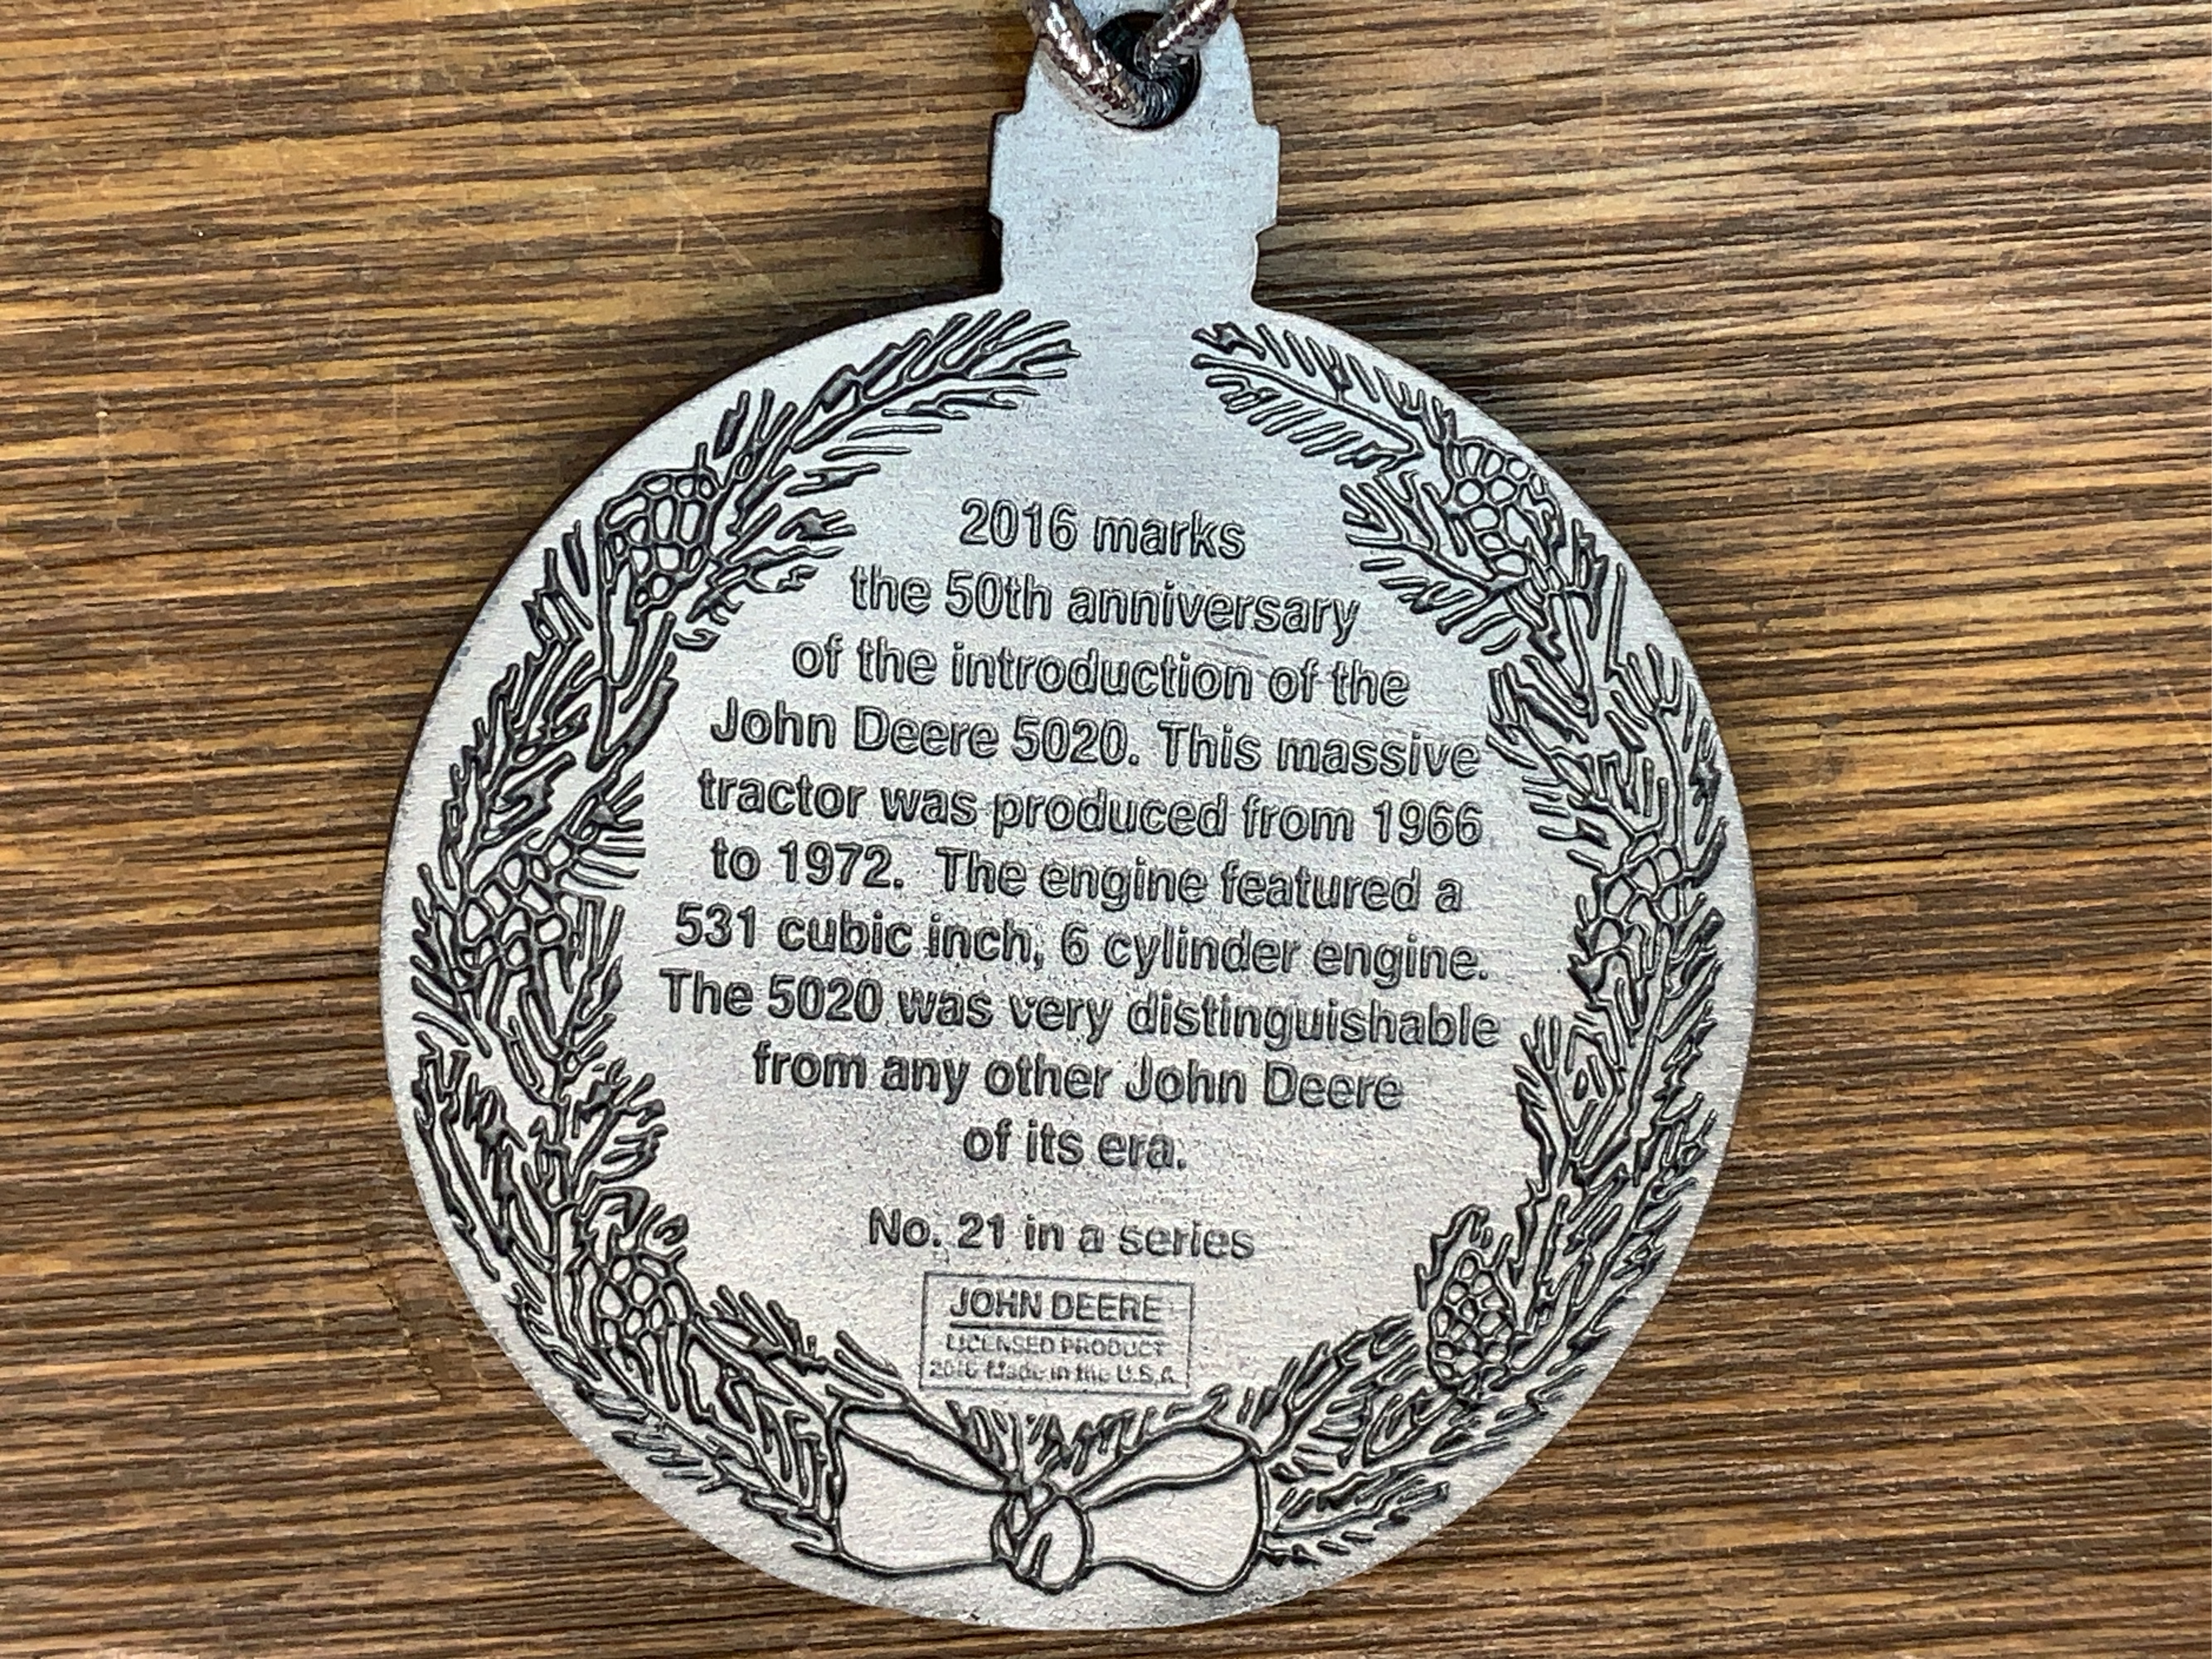 2016 marks
the 50th anniversary
of the introduction of the
John Deere 5020. This massive
tractor was produced from 1966
to 1972. The engine featured a
531 cubic inch, 6 cylinder engine.
The 5020 was very distinguishable
from any other John Deere
of its era.
No. 21 in a series
JOHN DEERE
LICENSED PRODUCT
2016 Made in the U.S.A.